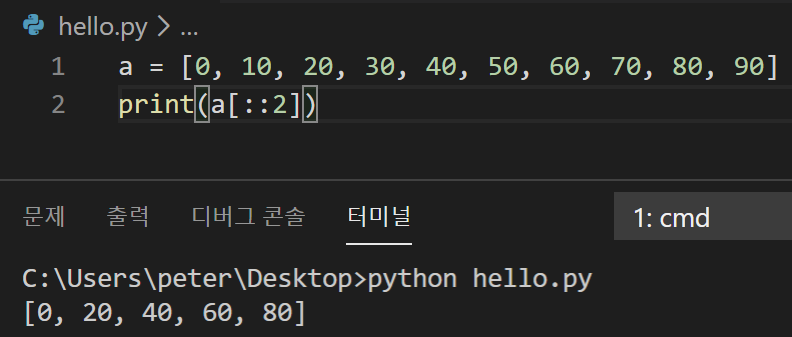 hello.py > ...
1 a = [0, 10, 20, 30, 40, 50, 60, 70, 80, 90]
2 print(a[::2])
문제 출력 디버그 콘솔 터미널 1: cmd
C:\Users\peter\Desktop>python hello.py
[0, 20, 40, 60, 80]